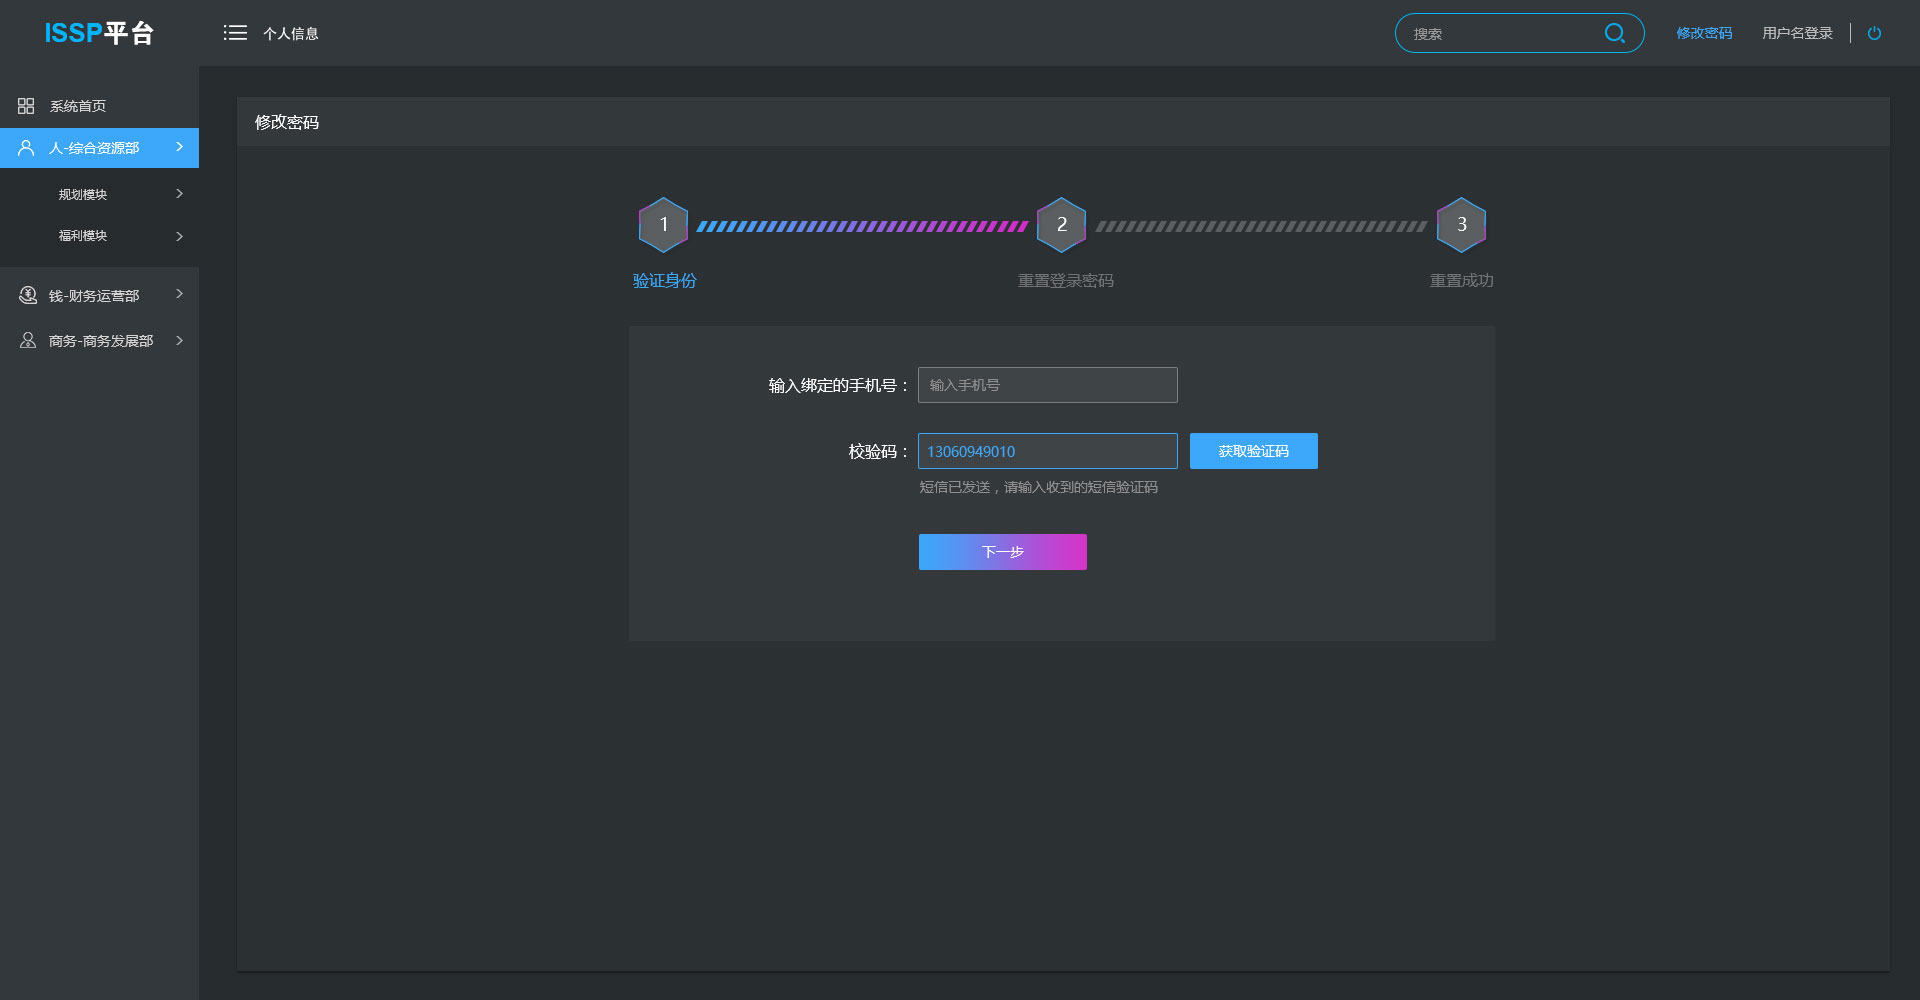 ISSP平台
个人信息
搜索
修改密码
用户名登录
系统首页
人-综合资源部
规划模块
福利模块
钱-财务运营部
商务-商务发展部
修改密码
1
2
3
验证身份
重置登录密码
重置成功
输入绑定的手机号：
输入手机号
校验码：
13060949010
获取验证码
短信已发送，请输入收到的短信验证码
下一步